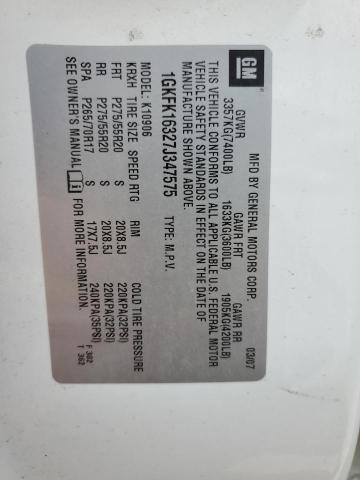 GM
MFD BY GENERAL MOTORS CORP. 03/07
GVWR GAWR FRT GAWR RR
3357KG(7400LB) 1633KG(3600LB) 1905KG(4200LB)
THIS VEHICLE CONFORMS TO ALL APPLICABLE U.S. FEDERAL MOTOR
VEHICLE SAFETY STANDARDS IN EFFECT ON THE DATE OF
MANUFACTURE SHOWN ABOVE.
1GKFK16327J347575 TYPE: M.P.V.
MODEL: K10906
KRXH TIRE SIZE SPEED RTG RIM COLD TIRE PRESSURE
FRT P275/55R20 S 20X8.5J 220KPA(32PSI)
RR P275/55R20 S 20X8.5J 220KPA(32PSI)
SPA P265/70R17 S 17X7.5J 240KPA(35PSI)
SEE OWNER'S MANUAL i FOR MORE INFORMATION.
F 382
T 362